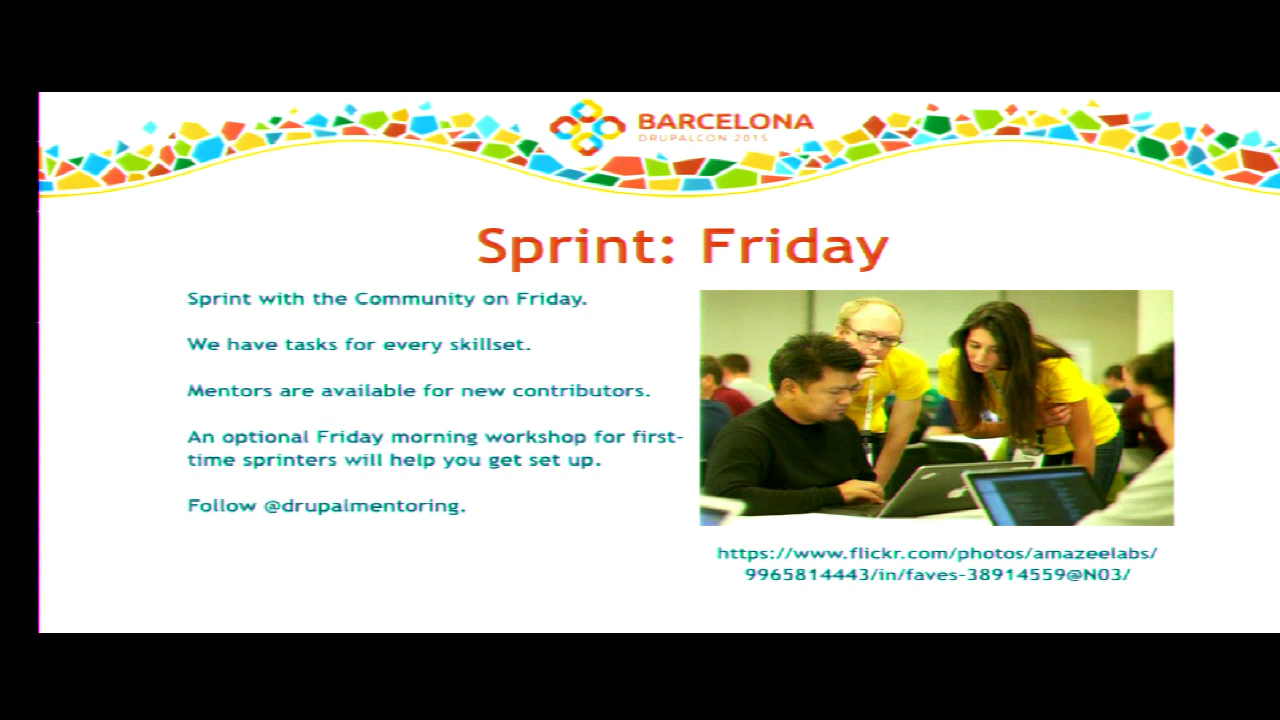 BARCELONA
DRUPALCON 2015
Sprint: Friday
Sprint with the Community on Friday.
We have tasks for every skillset.
Mentors are available for new contributors.
An optional Friday morning workshop for first-
time sprinters will help you get set up.
Follow @drupalmentoring.
https://www.flickr.com/photos/amazeelabs/
9965814443/in/faves-38914559@N03/